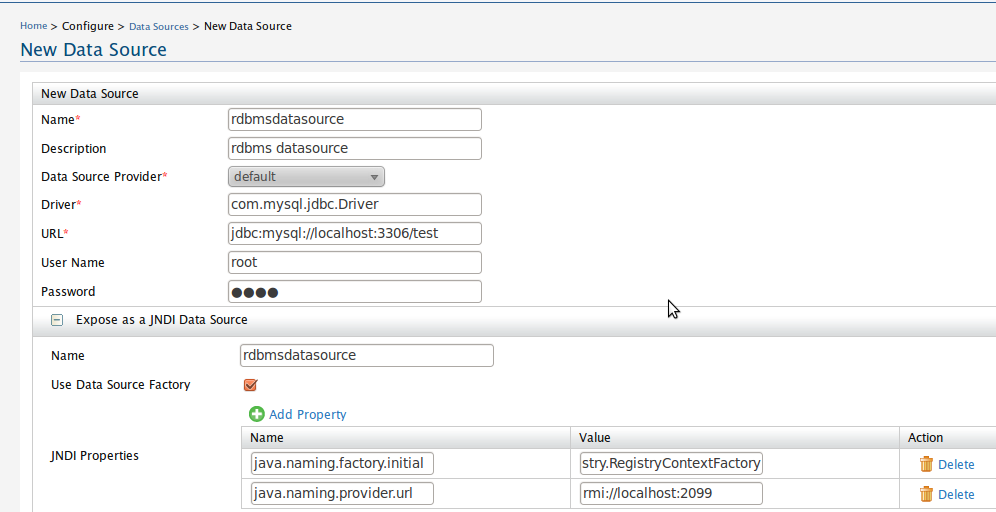 Home > Configure > Data Sources > New Data Source
New Data Source
New Data Source
Name* rdbmsdatasource
Description rdbms datasource
Data Source Provider* default
Driver* com.mysql.jdbc.Driver
URL* jdbc:mysql://localhost:3306/test
User Name root
Password ●●●●
Expose as a JNDI Data Source
Name rdbmsdatasource
Use Data Source Factory
Add Property
JNDI Properties
Name Value Action
java.naming.factory.initial stry.RegistryContextFactory Delete
java.naming.provider.url rmi://localhost:2099 Delete